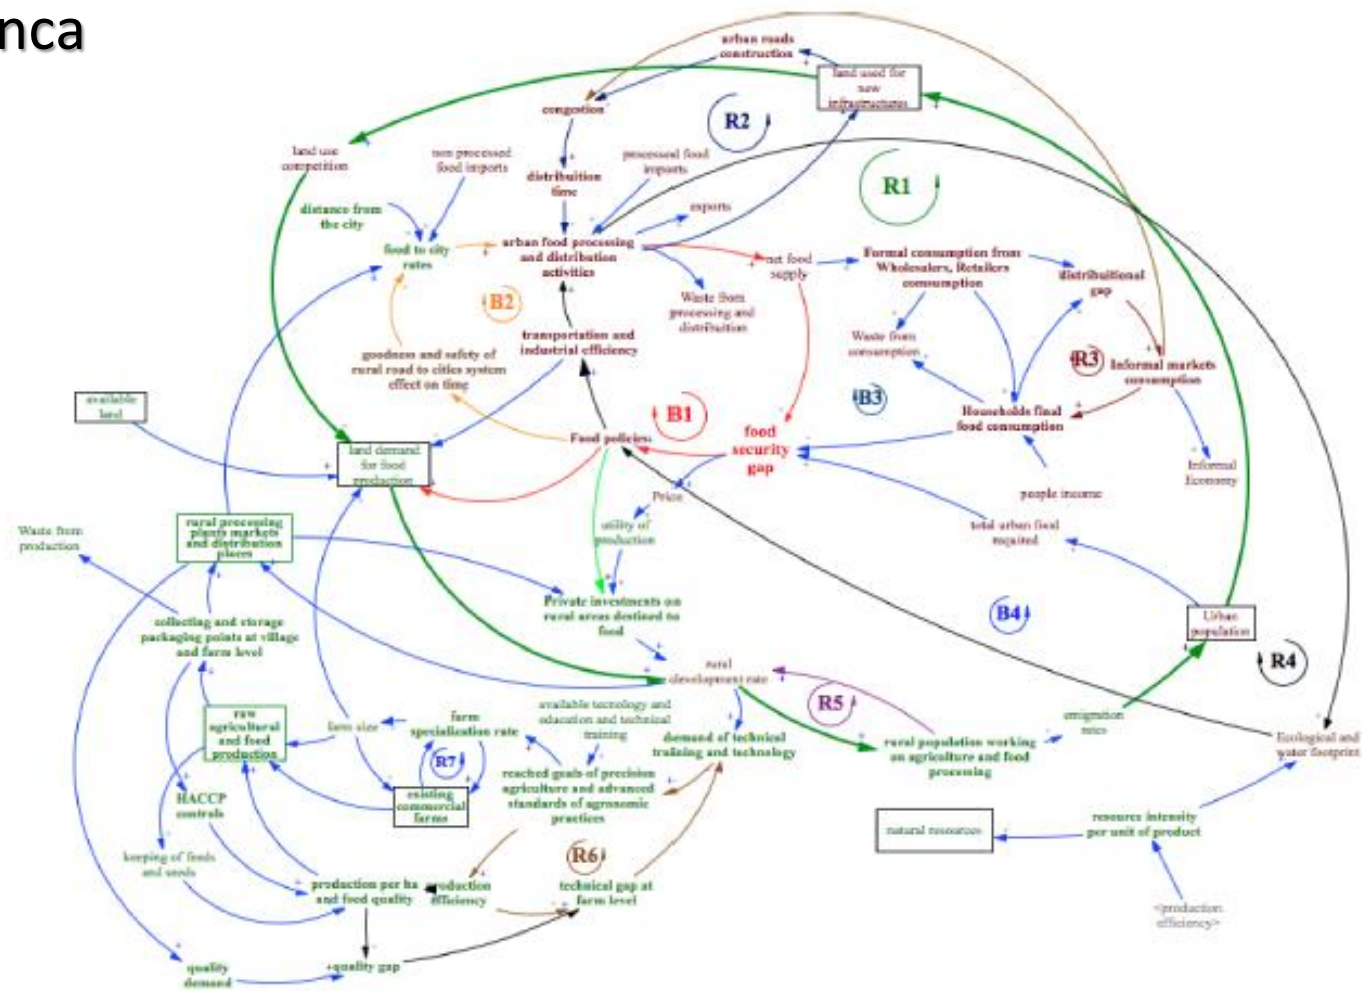 nca
urban roads
construction
land used for
new
infrastructures
congestion
R2
land use
competition
non processed
food imports
processed food
imports
distribuition
time
R1
distance from
the city
exports
food to city
rates
urban food processing
and distribution
activities
net food
supply
Formal consumption from
Wholesalers, Retailers
comsumption
distribuitional
gap
B2
Waste from
processing and
distribuition
transportation and
industrial efficiency
Waste from
consumption
goodness and safety of
rural road to cities system
effect on time
R3
Informal markets
consumption
available
land
B3
B1
Households final
food consumption
Food policies
food
security
gap
land demand
for food
production
Informal
Economy
Price
people income
rural processing
plants markets
and distribution
places
Waste from
production
utility of
production
total urban food
required
Private investments on
rural areas destined to
food
B4
Urban
population
collecting and storage
packaging points at village
and farm level
R4
rural
development rate
R5
available tecnology and
education and technical
training
raw
agricultural
and food
production
farm size
farm
specialization rate
demand of technical
training and technology
emigration
rates
rural population working
on agriculture and food
processing
Ecological and
water footprint
R7
reached goals of precision
agriculture and advanced
standards of agronomic
practices
HACCP
controls
existing
commercial
farms
natural resources
resource intensity
per unit of product
keeping of feeds
and seeds
R6
production per ha
and food quality
production
efficiency
technical gap at
farm level
<production
efficiency>
quality
demand
quality gap